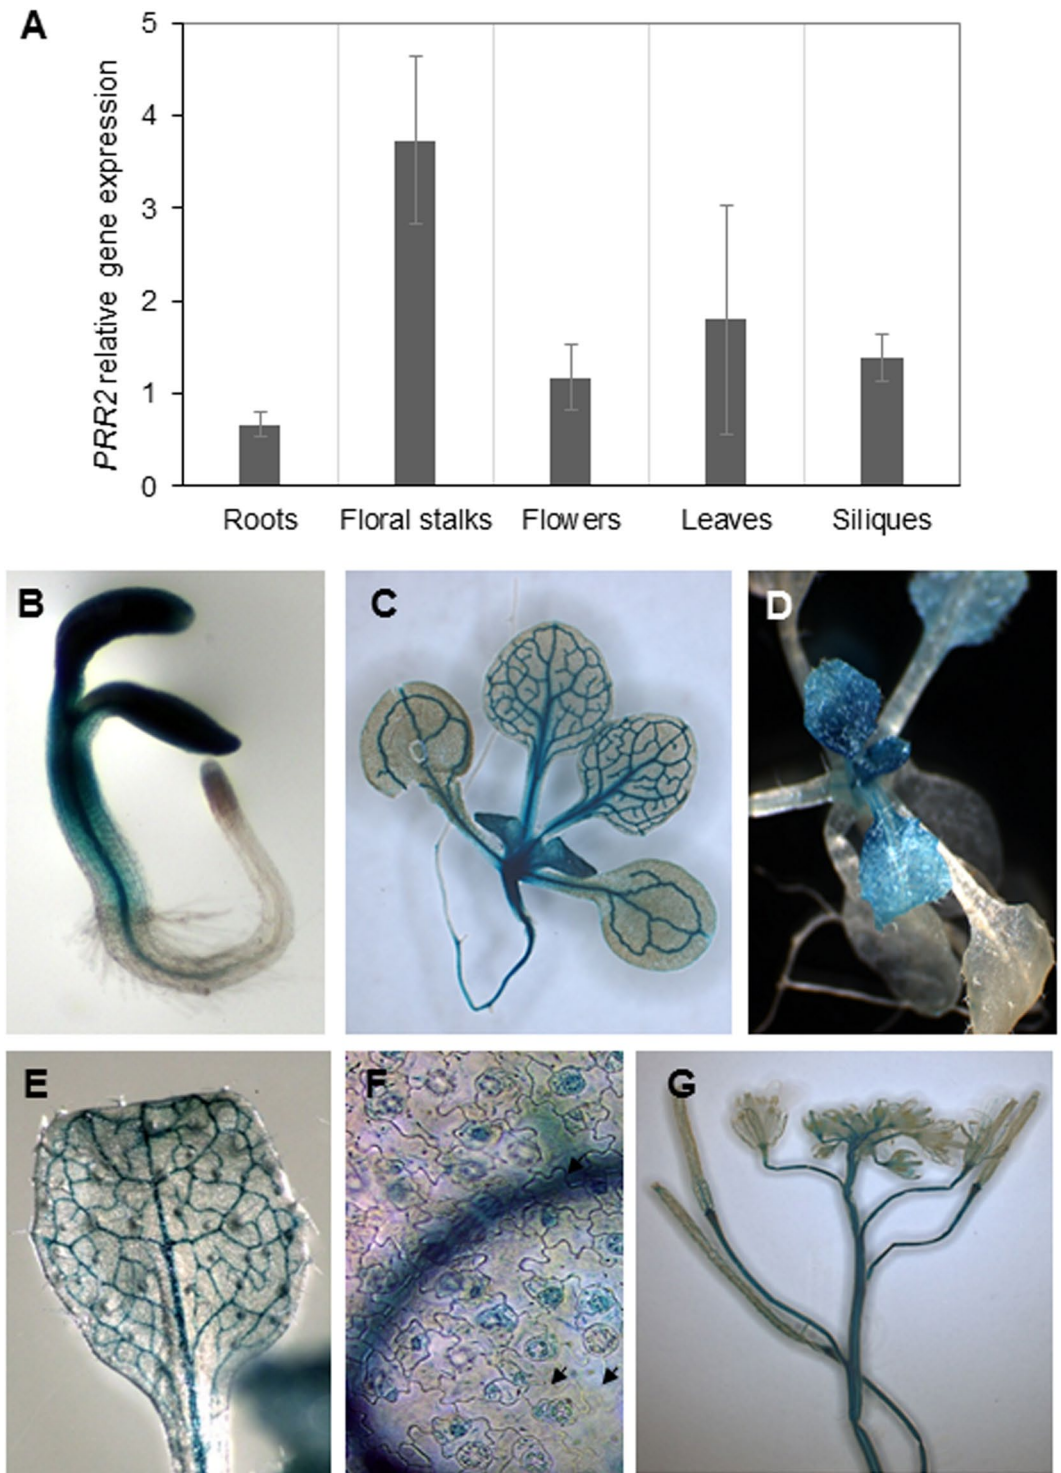 A
PRR2 relative gene expression
5
4
3
2
1
0
Roots Floral stalks Flowers Leaves Siliques
B
C
D
E
F
G